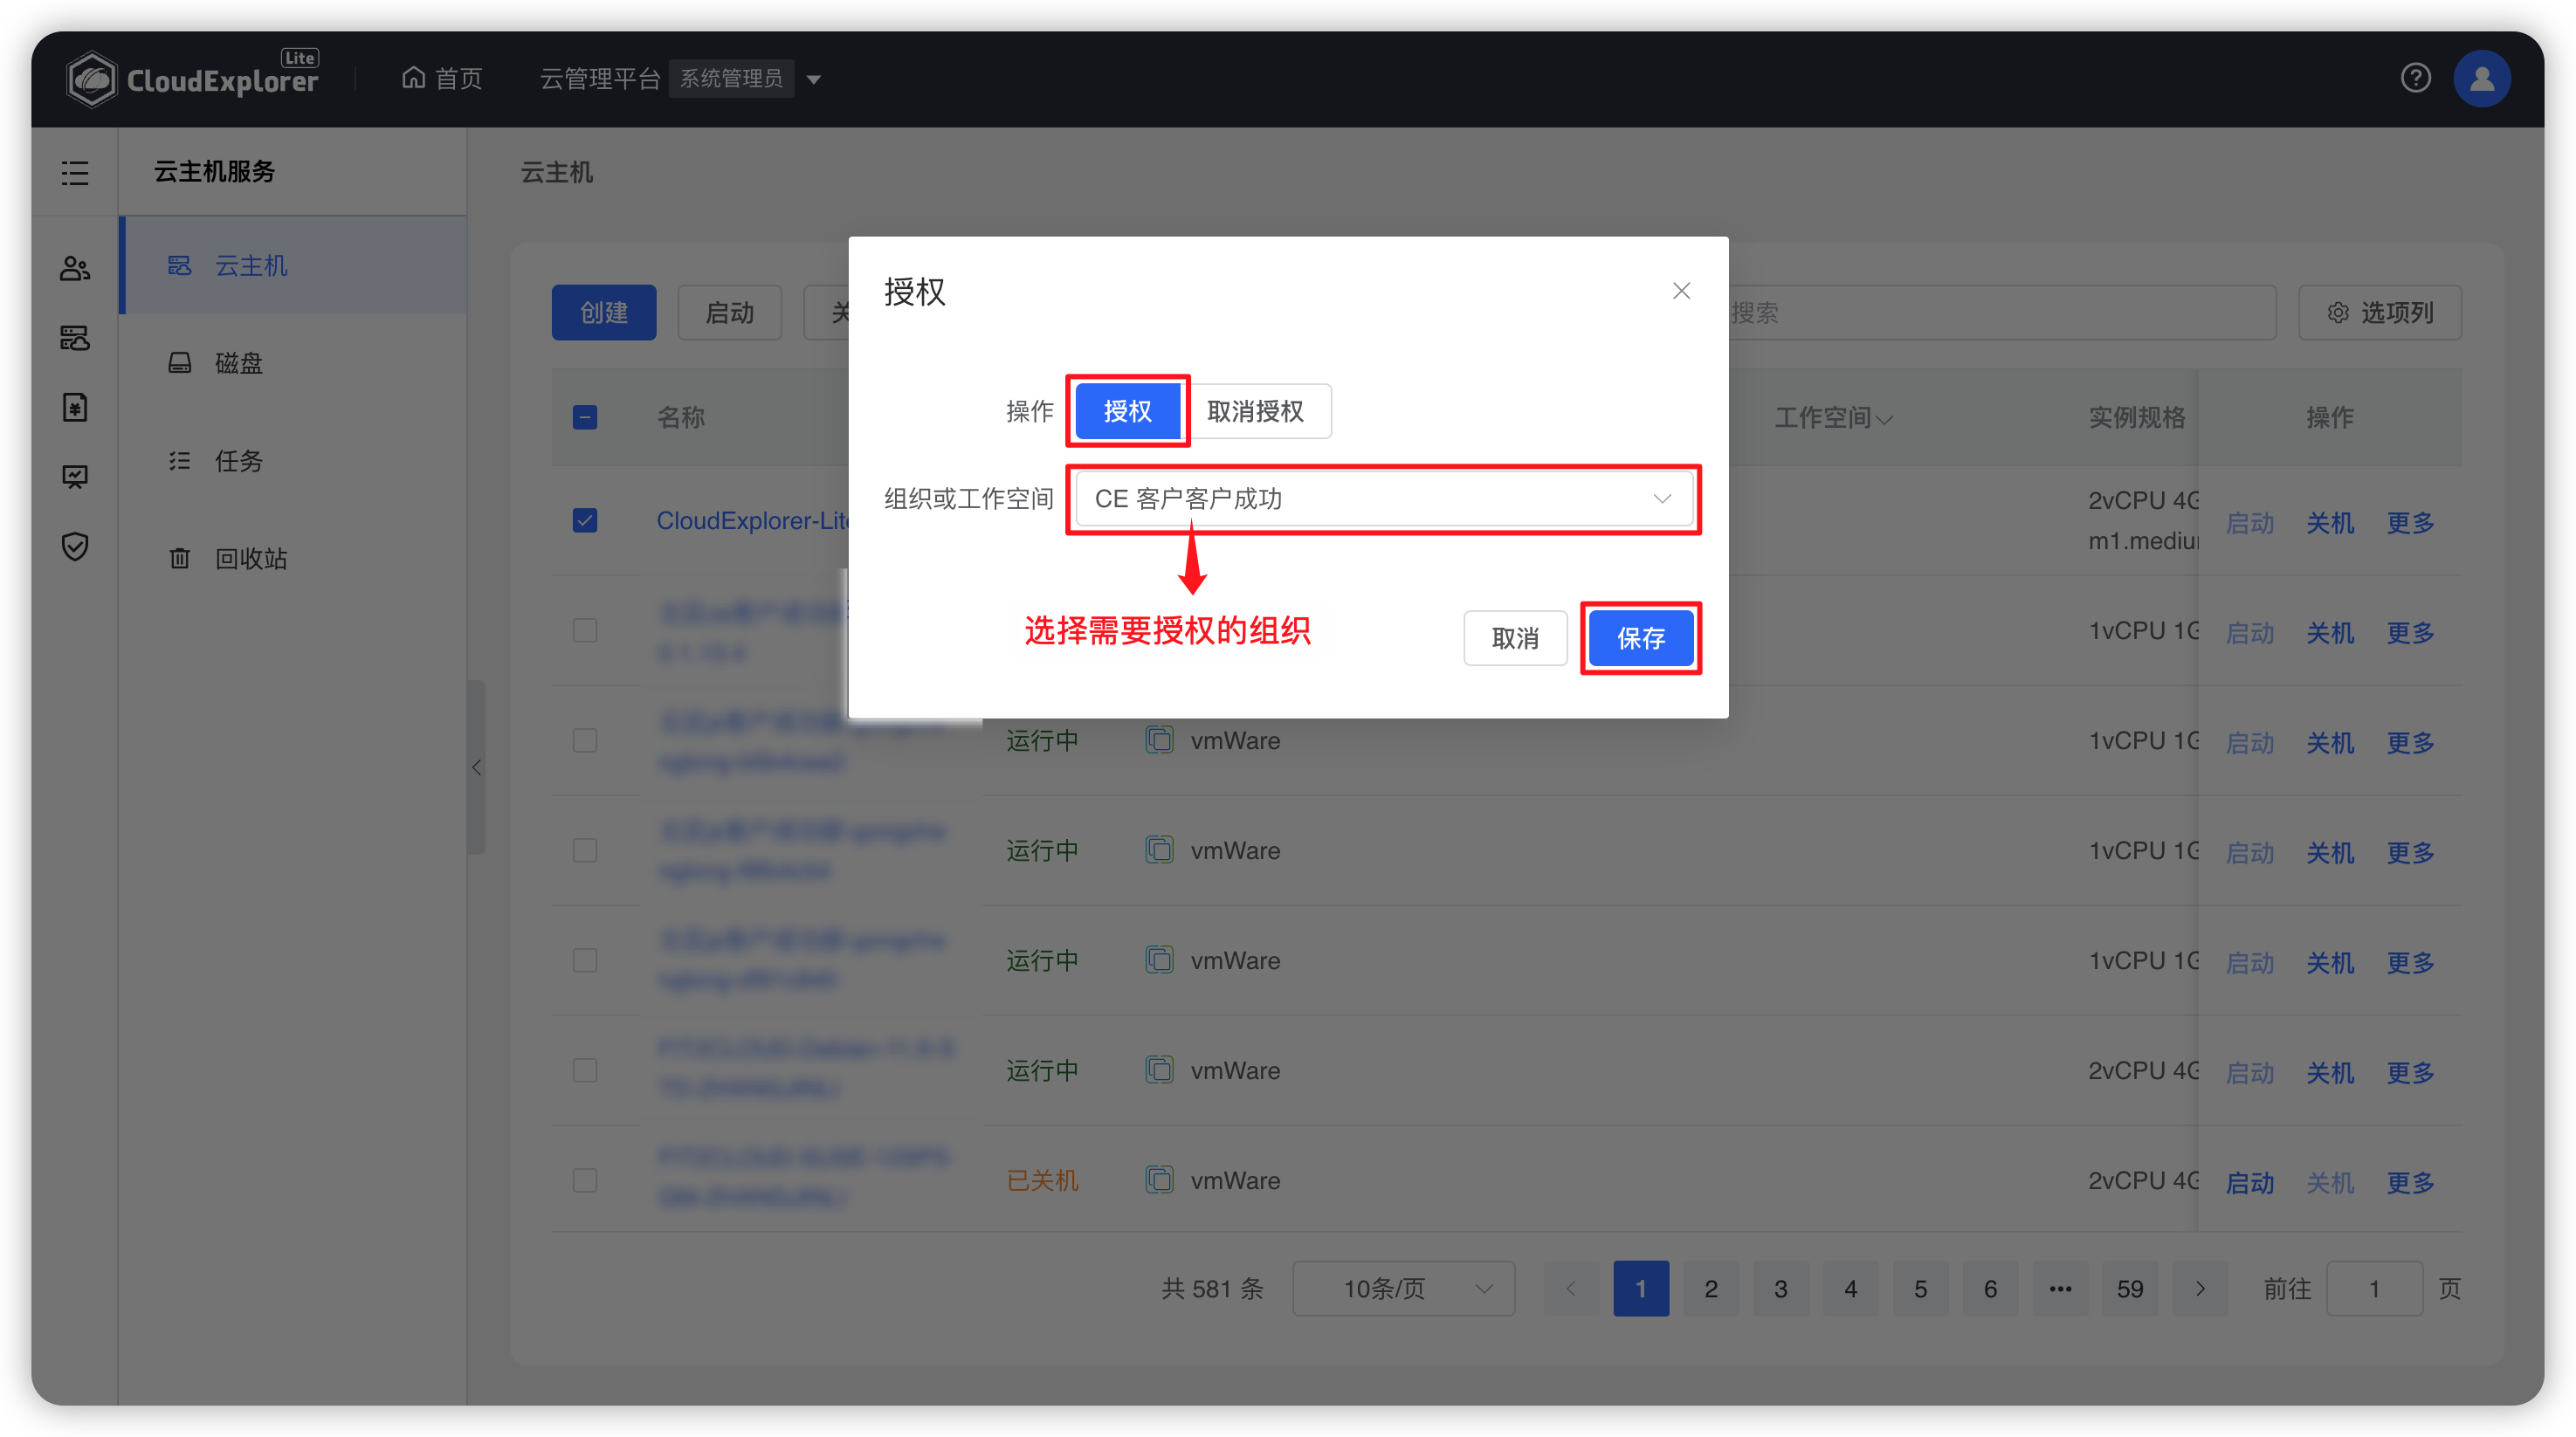 CloudExplorer Lite
首页
云管理平台 系统管理员
云主机服务
云主机
磁盘
任务
回收站
云主机
创建 启动 关
搜索
选项列
名称 工作空间 实例规格 操作
CloudExplorer-Lite
2vCPU 4G
m1.mediu
启动 关机 更多
1vCPU 1G 启动 关机 更多
运行中 vmWare 1vCPU 1G 启动 关机 更多
运行中 vmWare 1vCPU 1G 启动 关机 更多
运行中 vmWare 1vCPU 1G 启动 关机 更多
运行中 vmWare 2vCPU 4G 启动 关机 更多
已关机 vmWare 2vCPU 4G 启动 关机 更多
共 581 条 10条/页 1 2 3 4 5 6 ••• 59 前往 1 页
授权
操作 授权 取消授权
组织或工作空间 CE 客户客户成功
选择需要授权的组织
取消 保存